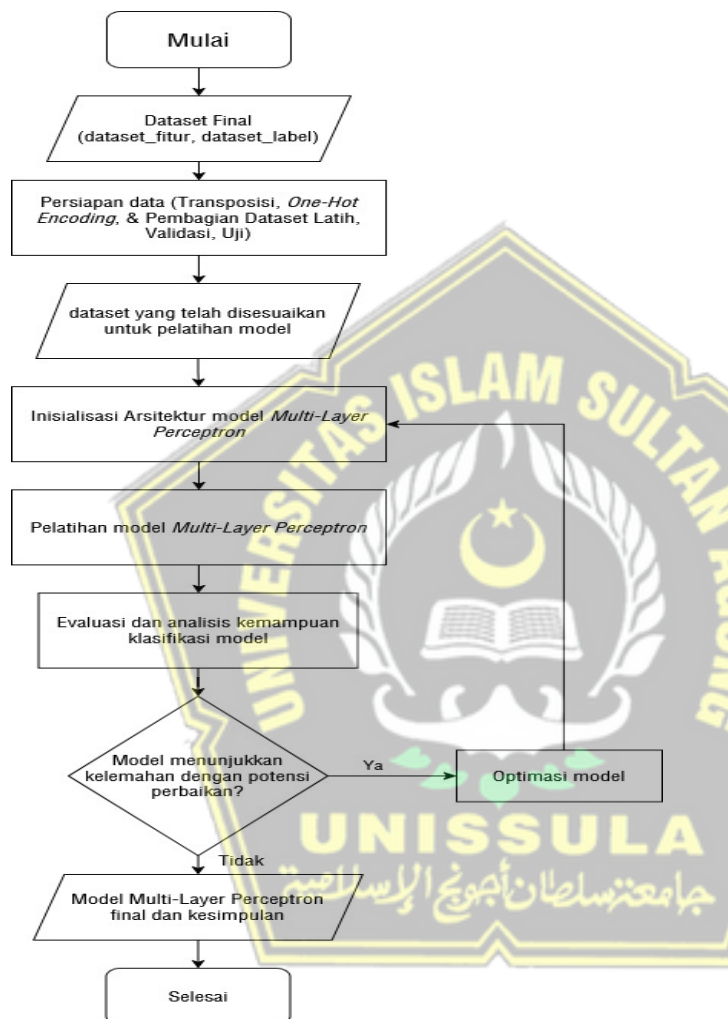 Mulai
Dataset Final
(dataset_fitur, dataset_label)
Persiapan data (Transposisi, One-Hot
Encoding, & Pembagian Dataset Latih,
Validasi, Uji)
dataset yang telah disesuaikan
untuk pelatihan model
Inisialisasi Arsitektur model Multi-Layer
Perceptron
Pelatihan model Multi-Layer Perceptron
Evaluasi dan analisis kemampuan
klasifikasi model
Model menunjukkan
kelemahan dengan potensi
perbaikan?
Ya
Optimasi model
Tidak
Model Multi-Layer Perceptron
final dan kesimpulan
Selesai
UNIVERSITAS ISLAM SULTAN AGUNG
UNISSULA
جامعة سلطان أجونج الإسلامية